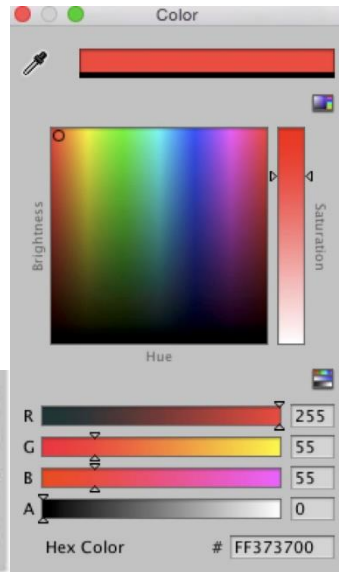 Color
Brightness
Saturation
Hue
R 255
G 55
B 55
A 0
Hex Color # FF373700